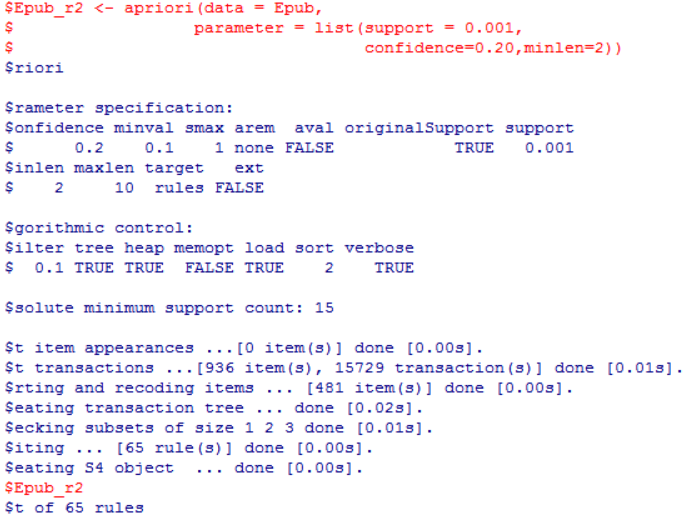 $Epub_r2 <- apriori(data = Epub,
$ parameter = list(support = 0.001,
$ confidence=0.20,minlen=2))
$riori
$rameter specification:
$onfidence minval smax arem aval originalSupport support
$ 0.2 0.1 1 none FALSE TRUE 0.001
$inlen maxlen target ext
$ 2 10 rules FALSE
$gorithmic control:
$ilter tree heap memopt load sort verbose
$ 0.1 TRUE TRUE FALSE TRUE 2 TRUE
$solute minimum support count: 15
$t item appearances ...[0 item(s)] done [0.00s].
$t transactions ...[936 item(s), 15729 transaction(s)] done [0.01s].
$rting and recoding items ... [481 item(s)] done [0.00s].
$eating transaction tree ... done [0.02s].
$ecking subsets of size 1 2 3 done [0.01s].
$iting ... [65 rule(s)] done [0.00s].
$eating S4 object ... done [0.00s].
$Epub_r2
$t of 65 rules